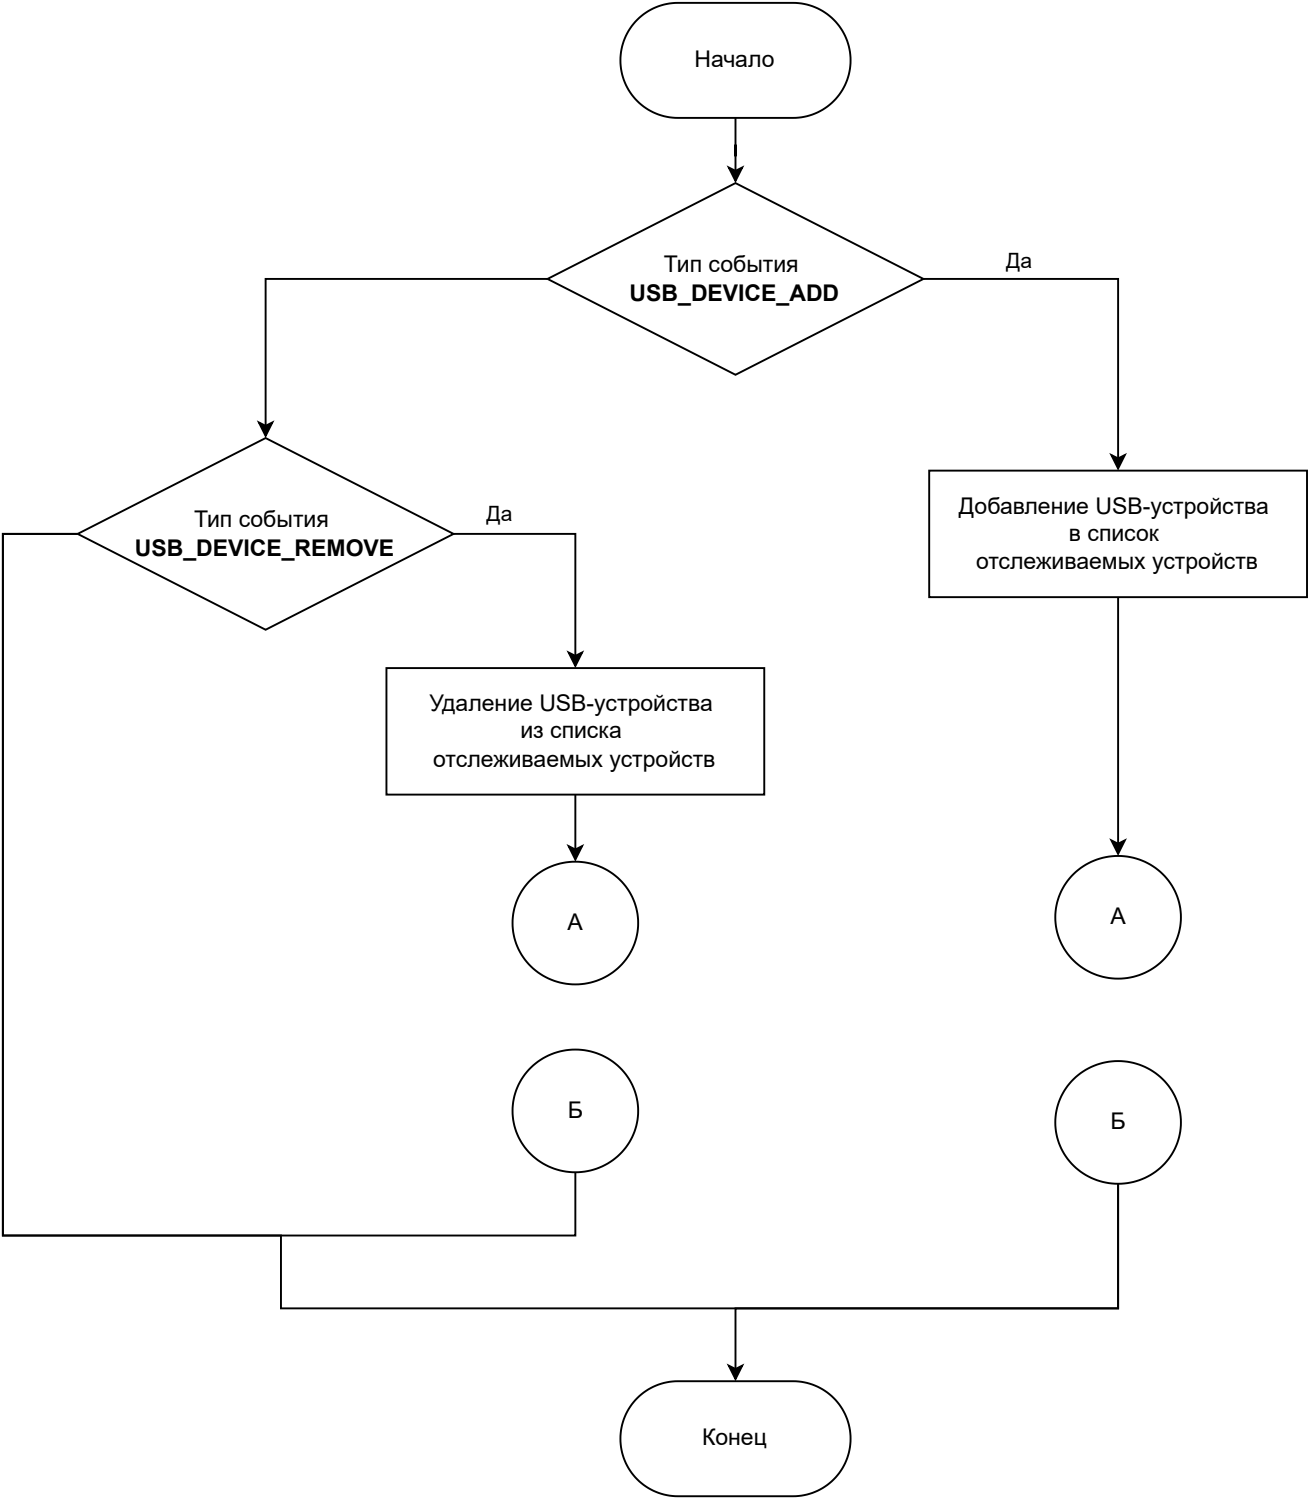 Начало
Тип события
USB_DEVICE_ADD
Да
Тип события
USB_DEVICE_REMOVE
Да
Добавление USB-устройства
в список
отслеживаемых устройств
Удаление USB-устройства
из списка
отслеживаемых устройств
А
А
Б
Б
Конец